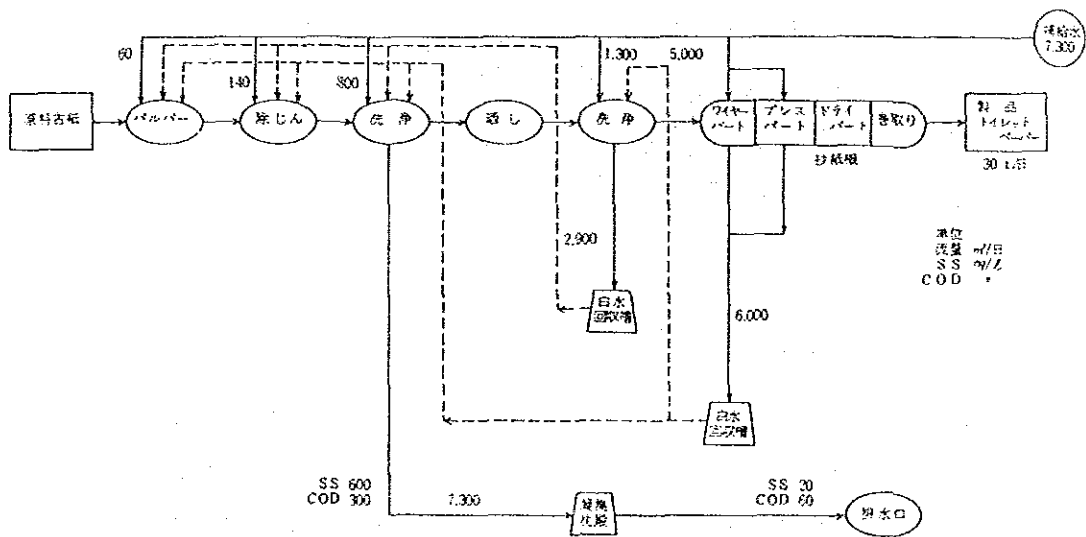 60
140
800
1,300
5,000
補給水
7,300
原料古紙
パルパー
除じん
洗浄
漂し
洗浄
ワイヤー
パート
プレス
パート
ドライ
パート
巻取り
製品
トイレット
ペーパー
抄紙機
30 t/日
単位
流量 ㎥/日
SS ㎎/ℓ
COD 〃
2,900
白水
回収槽
6,000
白水
回収槽
SS 600
COD 300
7,300
凝集
沈殿
SS 20
COD 60
排水口